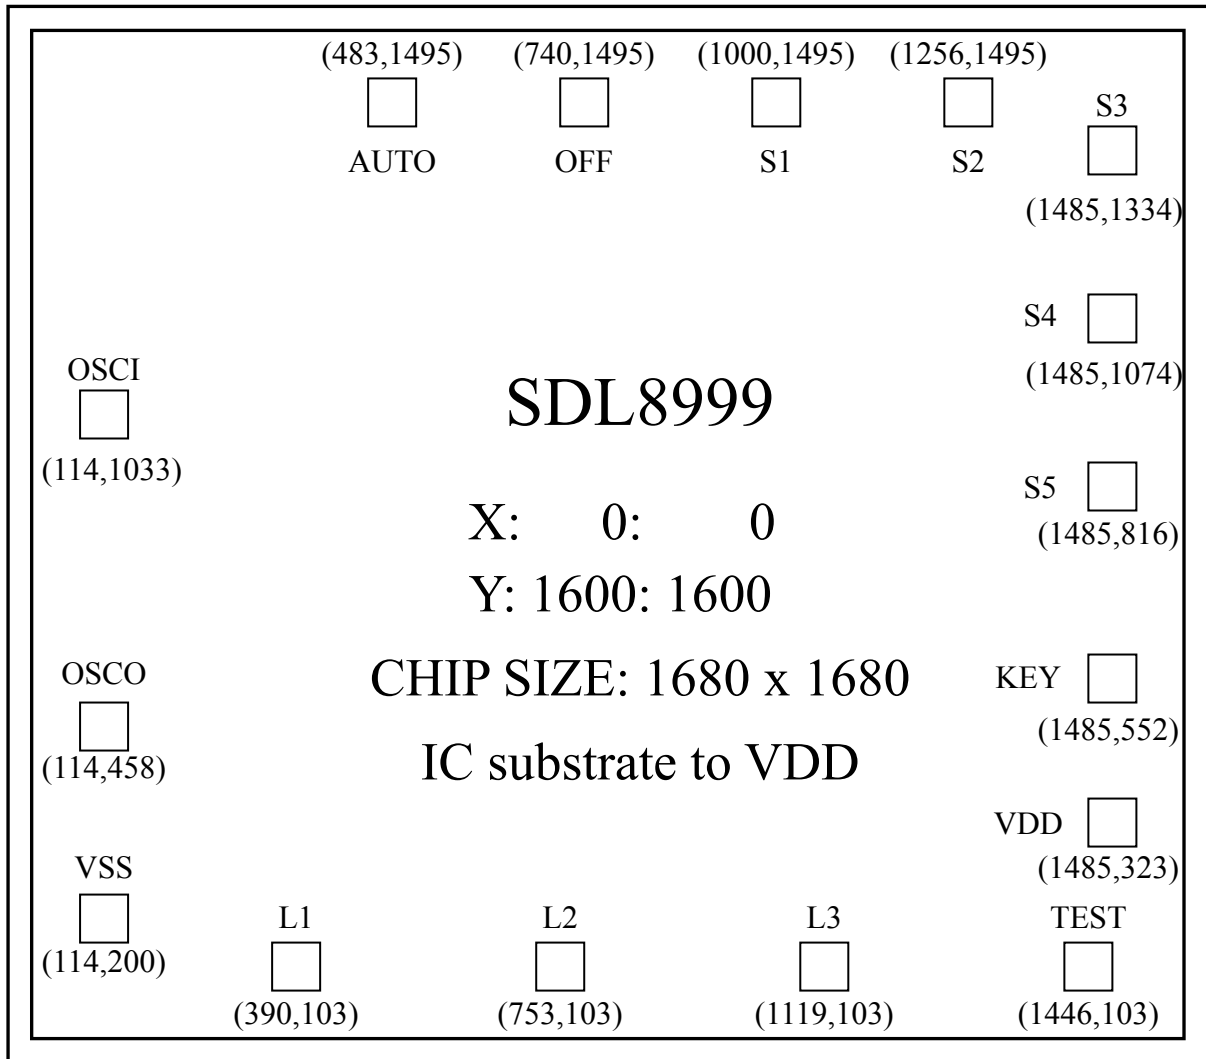 (483,1495) (740,1495) (1000,1495) (1256,1495)
S3
AUTO OFF S1 S2
(1485,1334)
S4
OSCI
(1485,1074)
SDL8999
(114,1033)
S5
X: 0: 0
(1485,816)
Y: 1600: 1600
OSCO
CHIP SIZE: 1680 x 1680
KEY
(1485,552)
(114,458)
IC substrate to VDD
VDD
VSS
(1485,323)
L1 L2 L3 TEST
(114,200)
(390,103) (753,103) (1119,103) (1446,103)